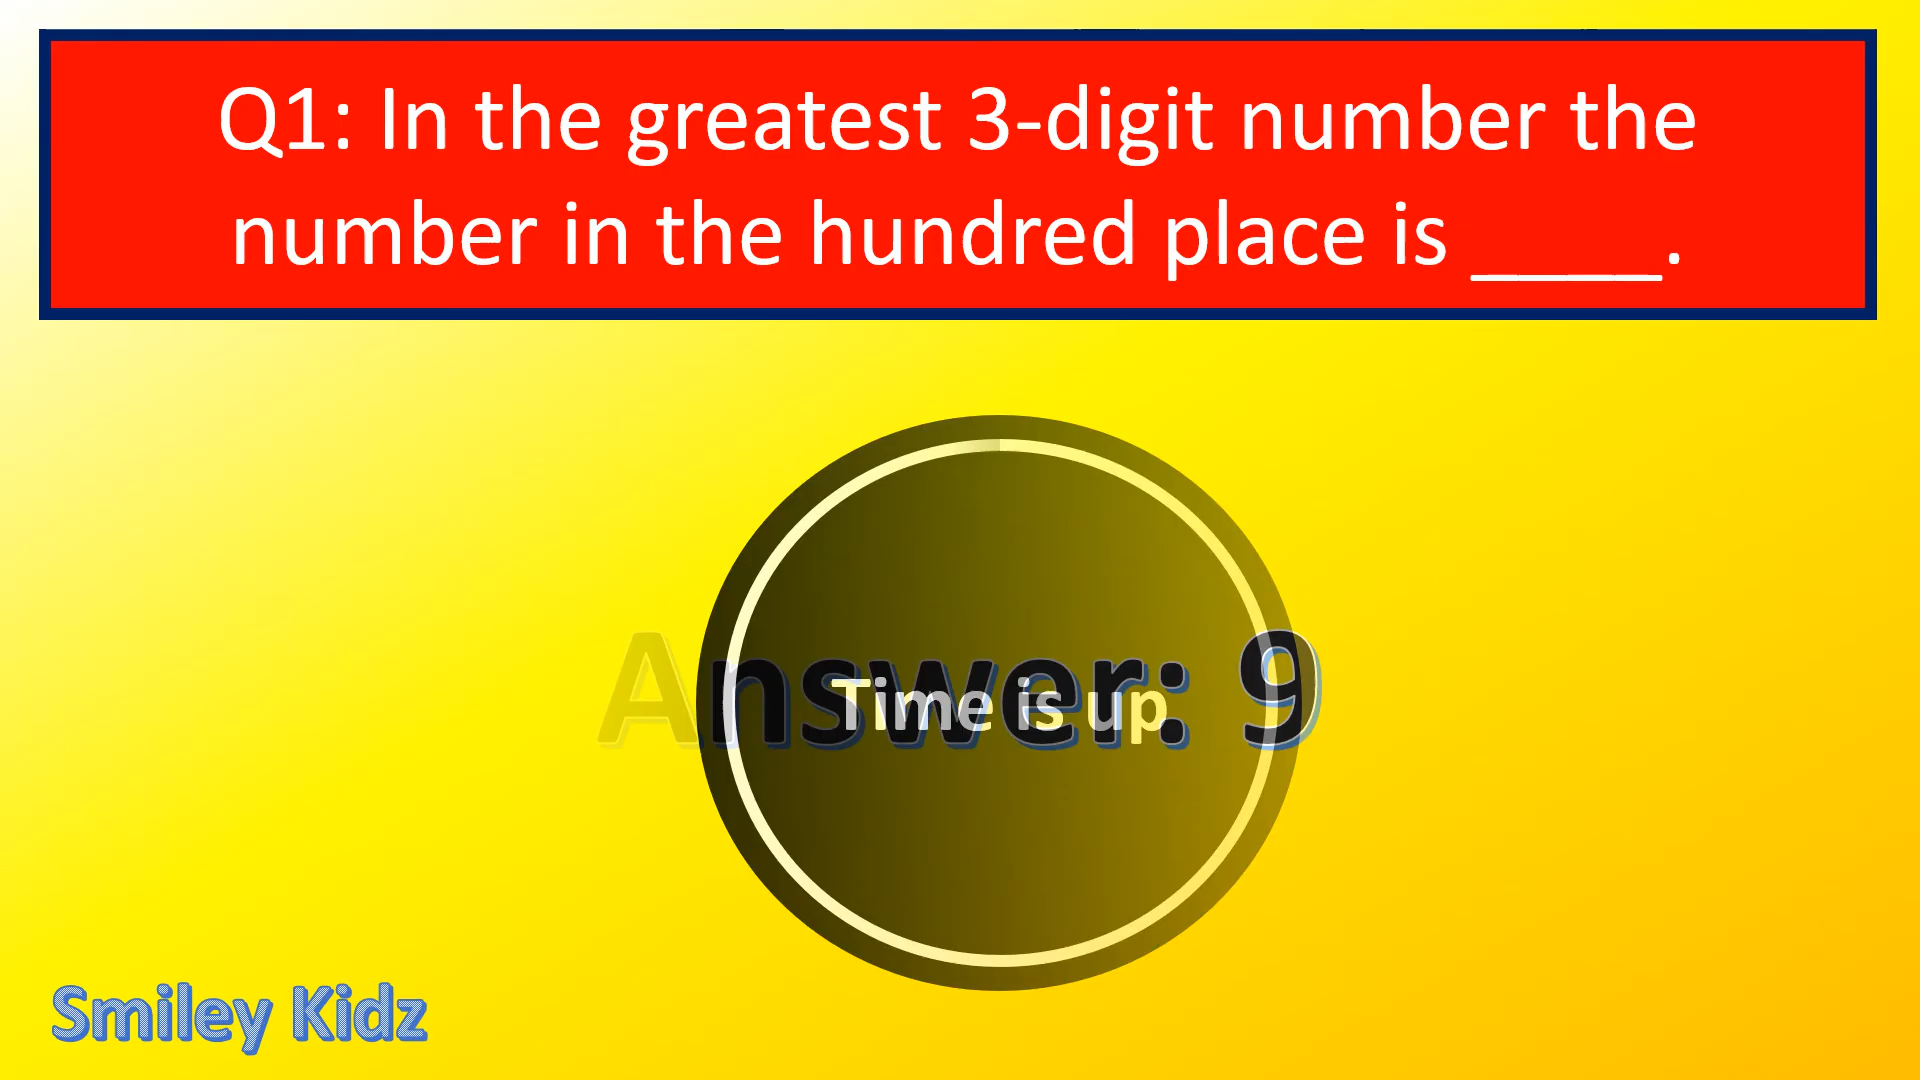 Q1: In the greatest 3-digit number the
number in the hundred place is ____.
Answer: 9
Time is up
Smiley Kidz